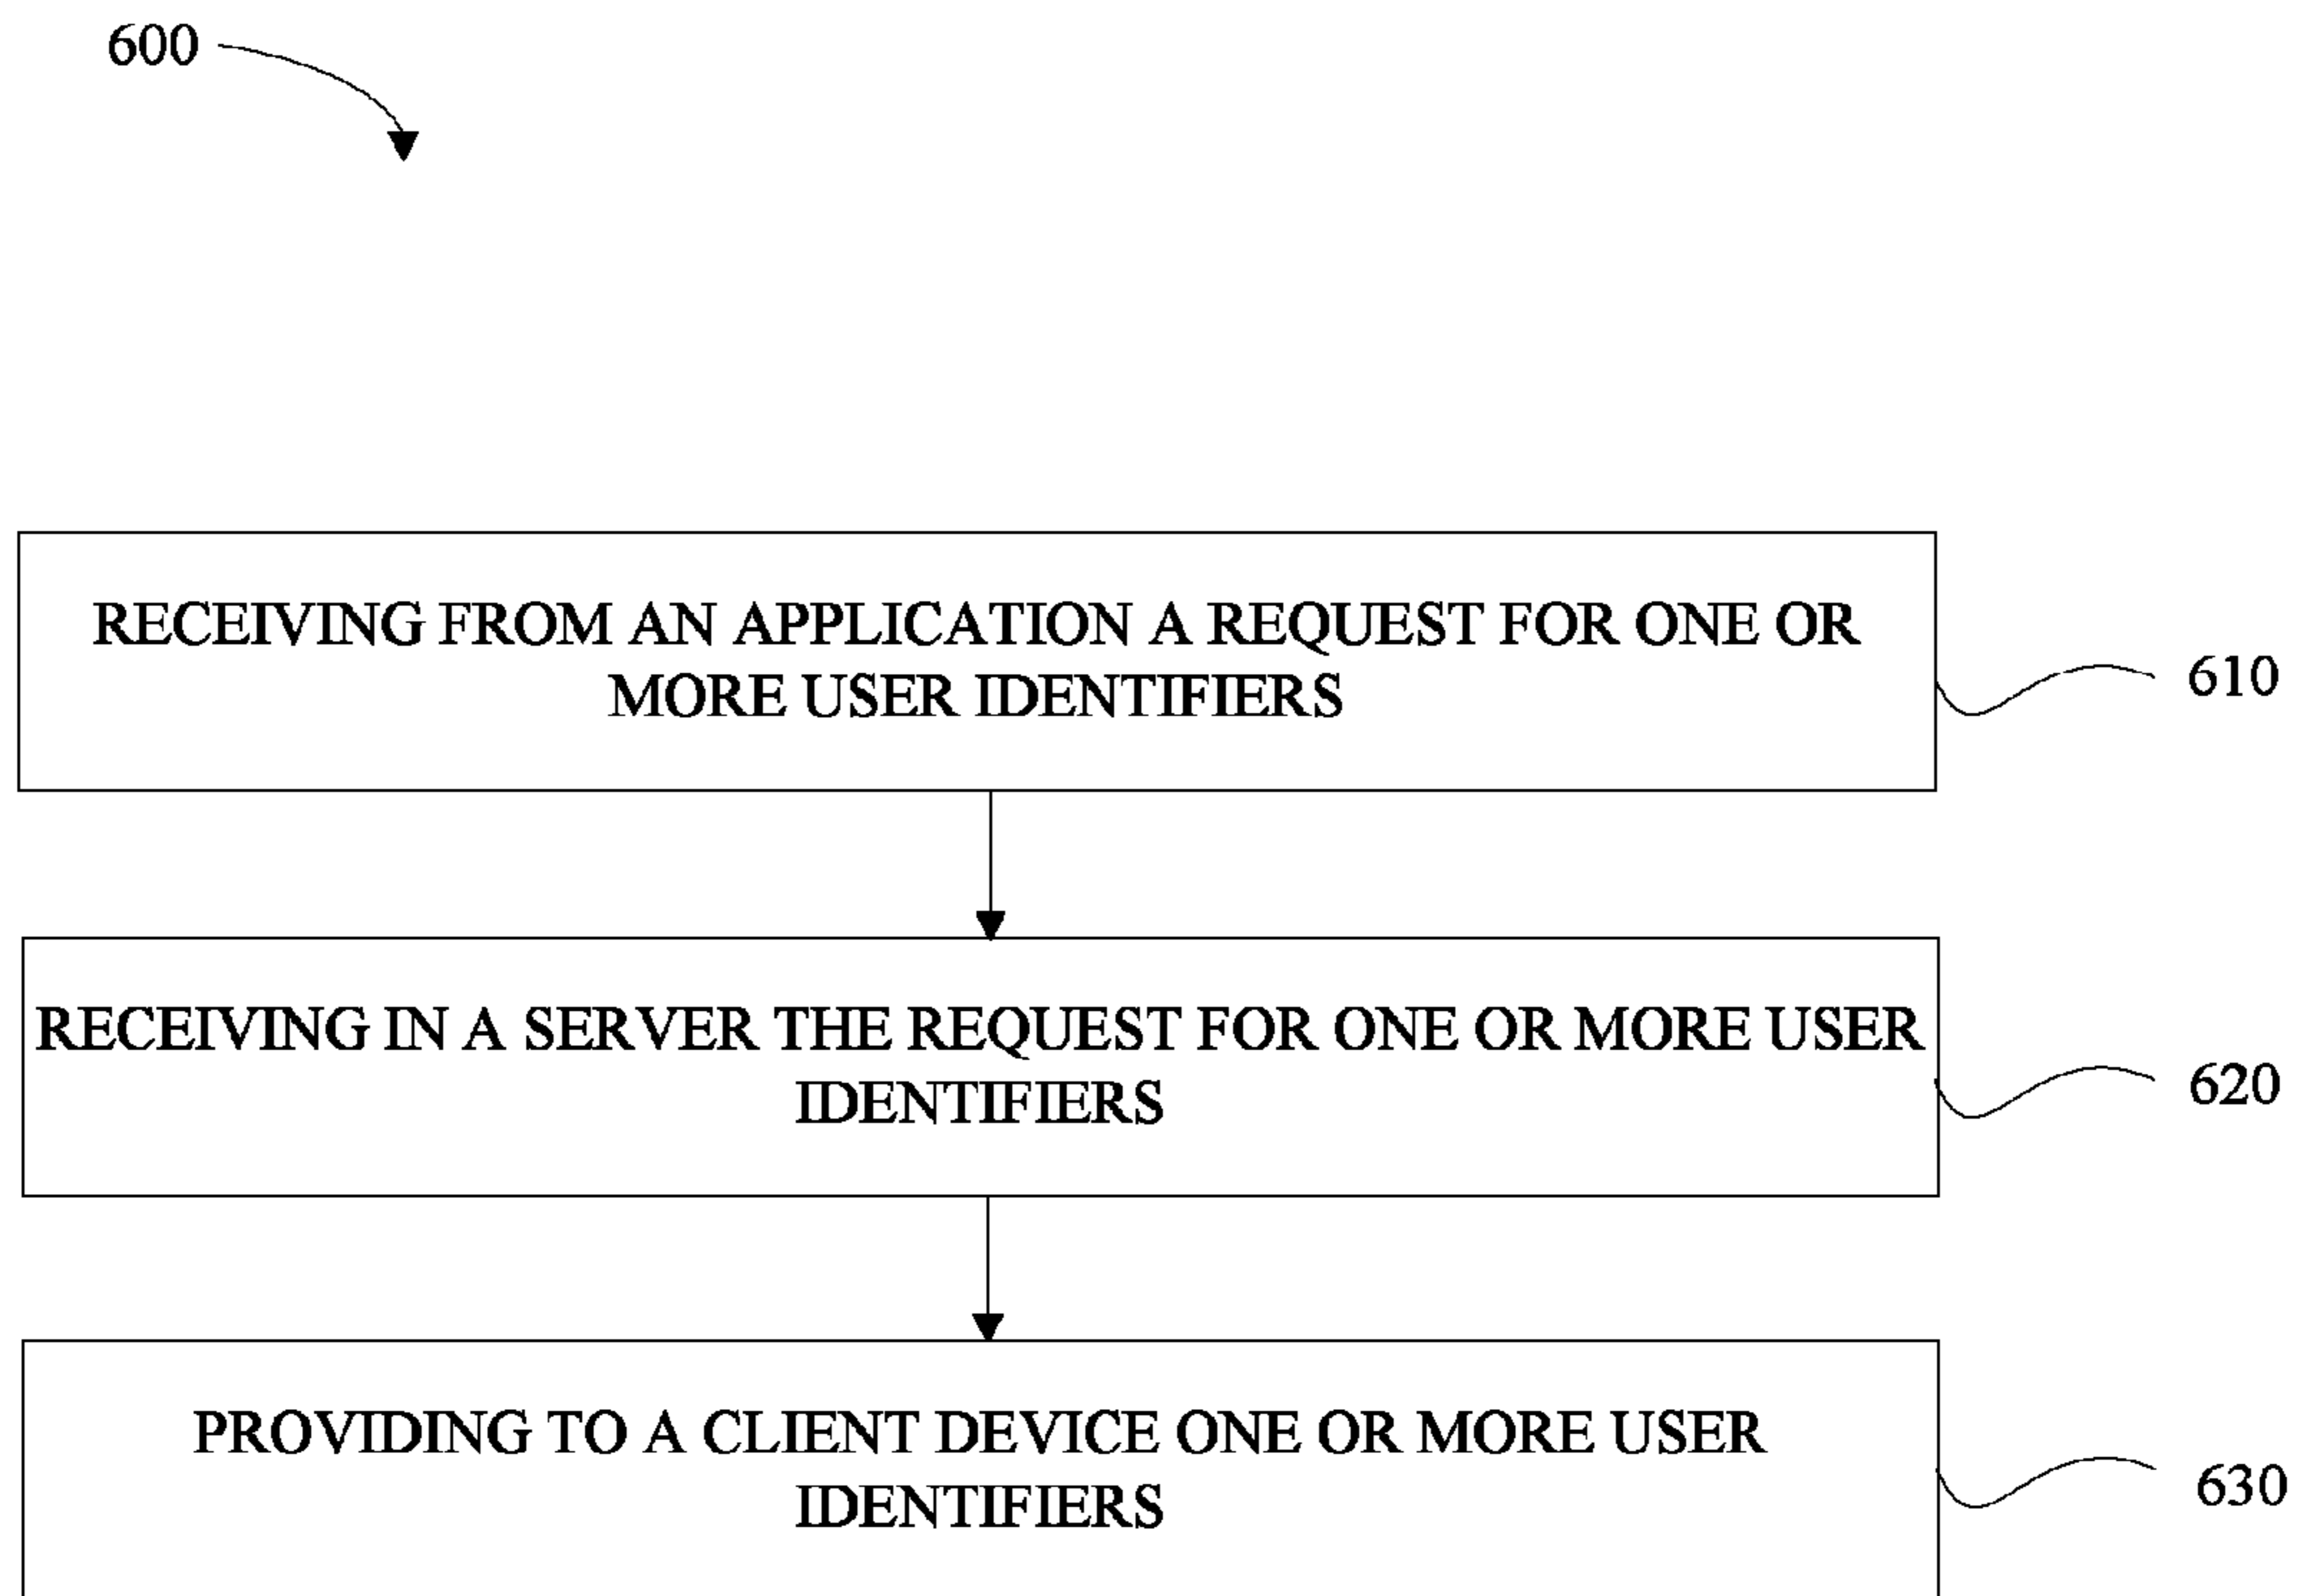 600
RECEIVING FROM AN APPLICATION A REQUEST FOR ONE OR
MORE USER IDENTIFIERS
610
RECEIVING IN A SERVER THE REQUEST FOR ONE OR MORE USER
IDENTIFIERS
620
PROVIDING TO A CLIENT DEVICE ONE OR MORE USER
IDENTIFIERS
630